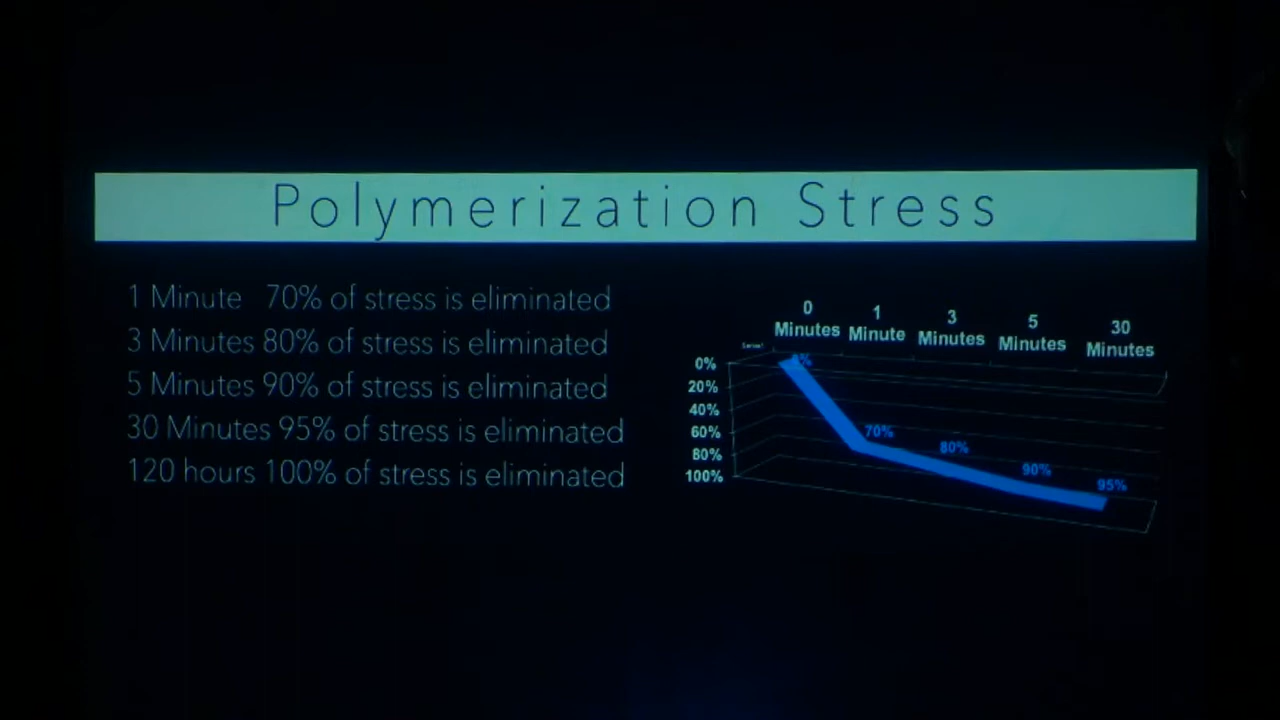 Polymerization Stress
1 Minute 70% of stress is eliminated
3 Minutes 80% of stress is eliminated
5 Minutes 90% of stress is eliminated
30 Minutes 95% of stress is eliminated
120 hours 100% of stress is eliminated
0 Minutes
1 Minute
3 Minutes
5 Minutes
30 Minutes
0%
20%
40%
60%
80%
100%
70%
80%
90%
95%